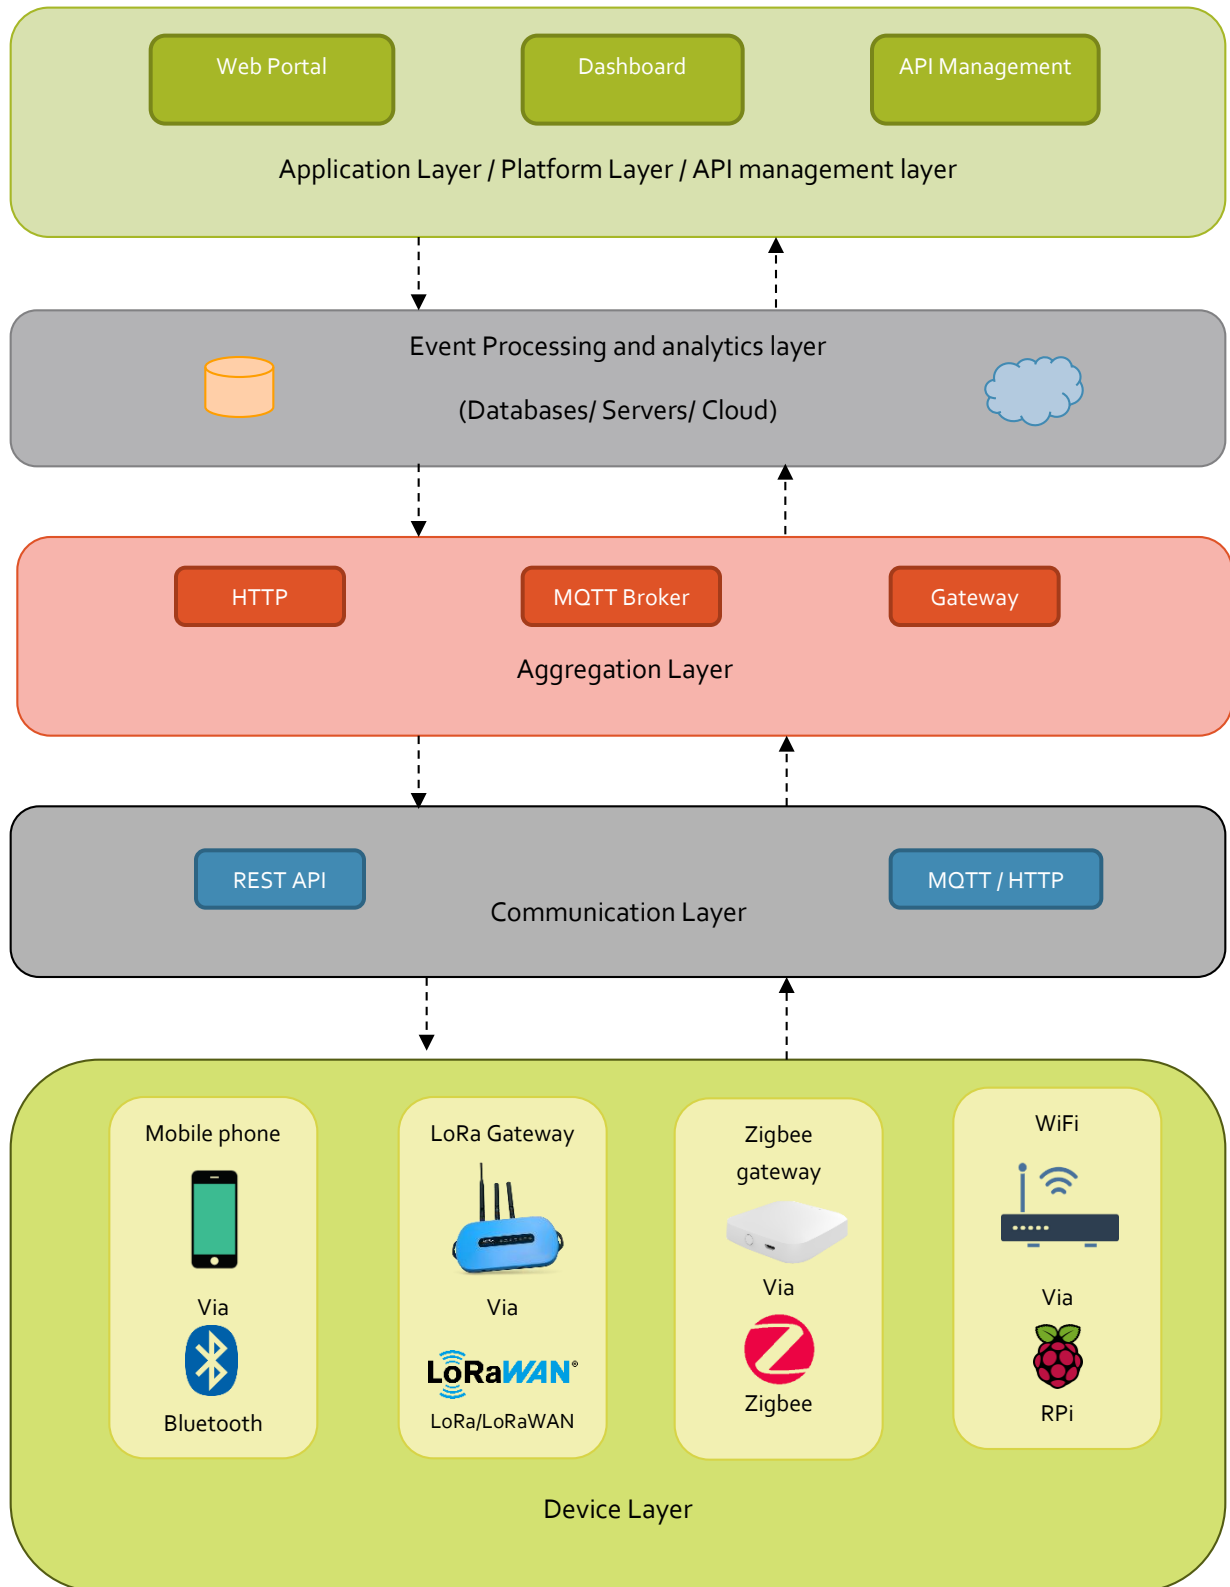 Web Portal
Dashboard
API Management
Application Layer / Platform Layer / API management layer
Event Processing and analytics layer
(Databases/ Servers/ Cloud)
HTTP
MQTT Broker
Gateway
Aggregation Layer
REST API
MQTT / HTTP
Communication Layer
Mobile phone
Via
Bluetooth
LoRa Gateway
Via
LoRaWAN®
LoRa/LoRaWAN
Zigbee
gateway
Via
Zigbee
WiFi
Via
RPi
Device Layer